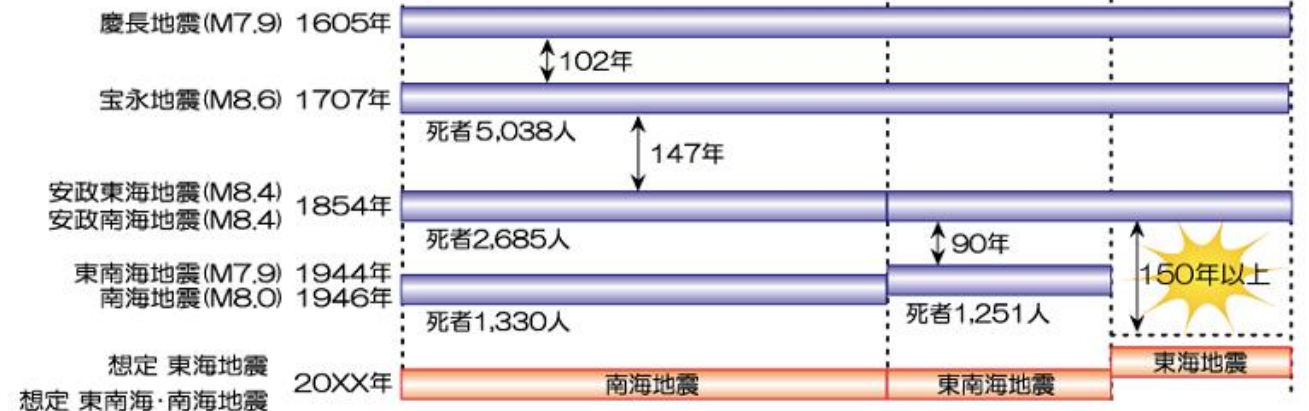 慶長地震(M7.9) 1605年
102年
宝永地震(M8.6) 1707年
死者5,038人
147年
安政東海地震(M8.4)
安政南海地震(M8.4)
1854年
死者2,685人
90年
150年以上
東南海地震(M7.9) 1944年
南海地震(M8.0) 1946年
死者1,330人
死者1,251人
想定 東海地震
想定 東南海・南海地震
20XX年
南海地震
東南海地震
東海地震